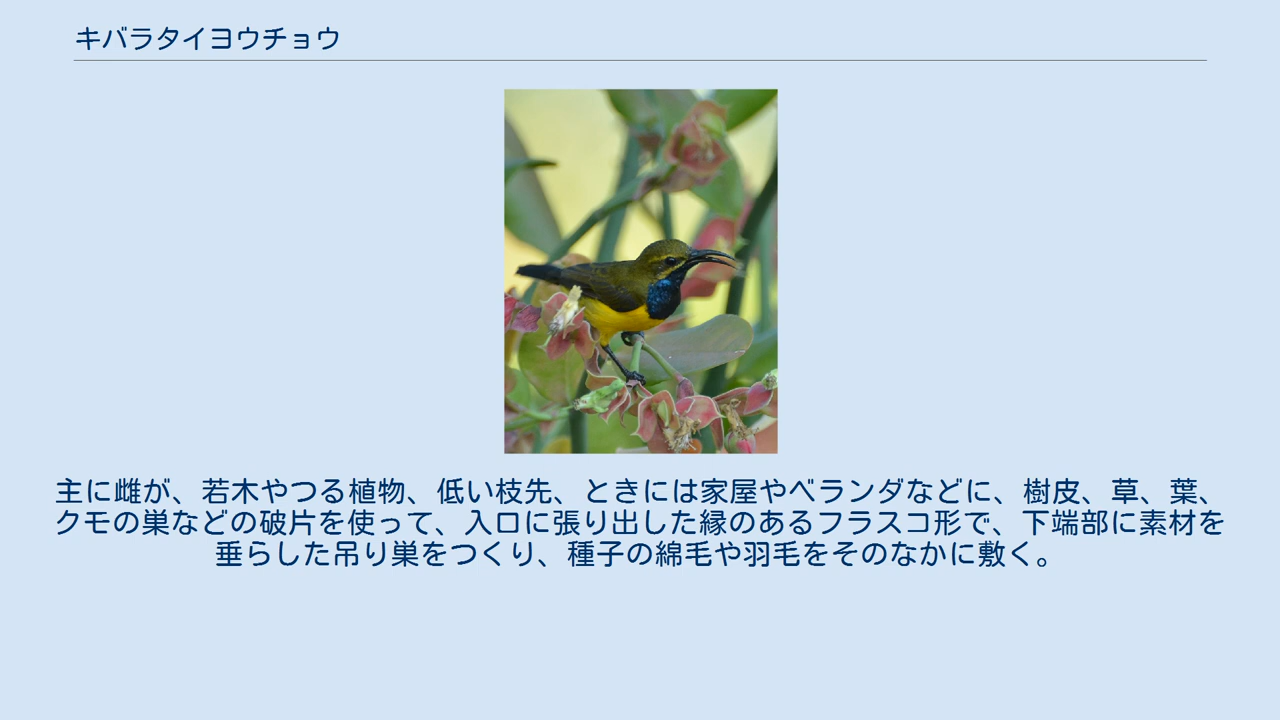 キバラタイヨウチョウ
主に雌が、若木やつる植物、低い枝先、ときには家屋やベランダなどに、樹皮、草、葉、
クモの巣などの破片を使って、入口に張り出した縁のあるフラスコ形で、下端部に素材を
垂らした吊り巣をつくり、種子の綿毛や羽毛をそのなかに敷く。